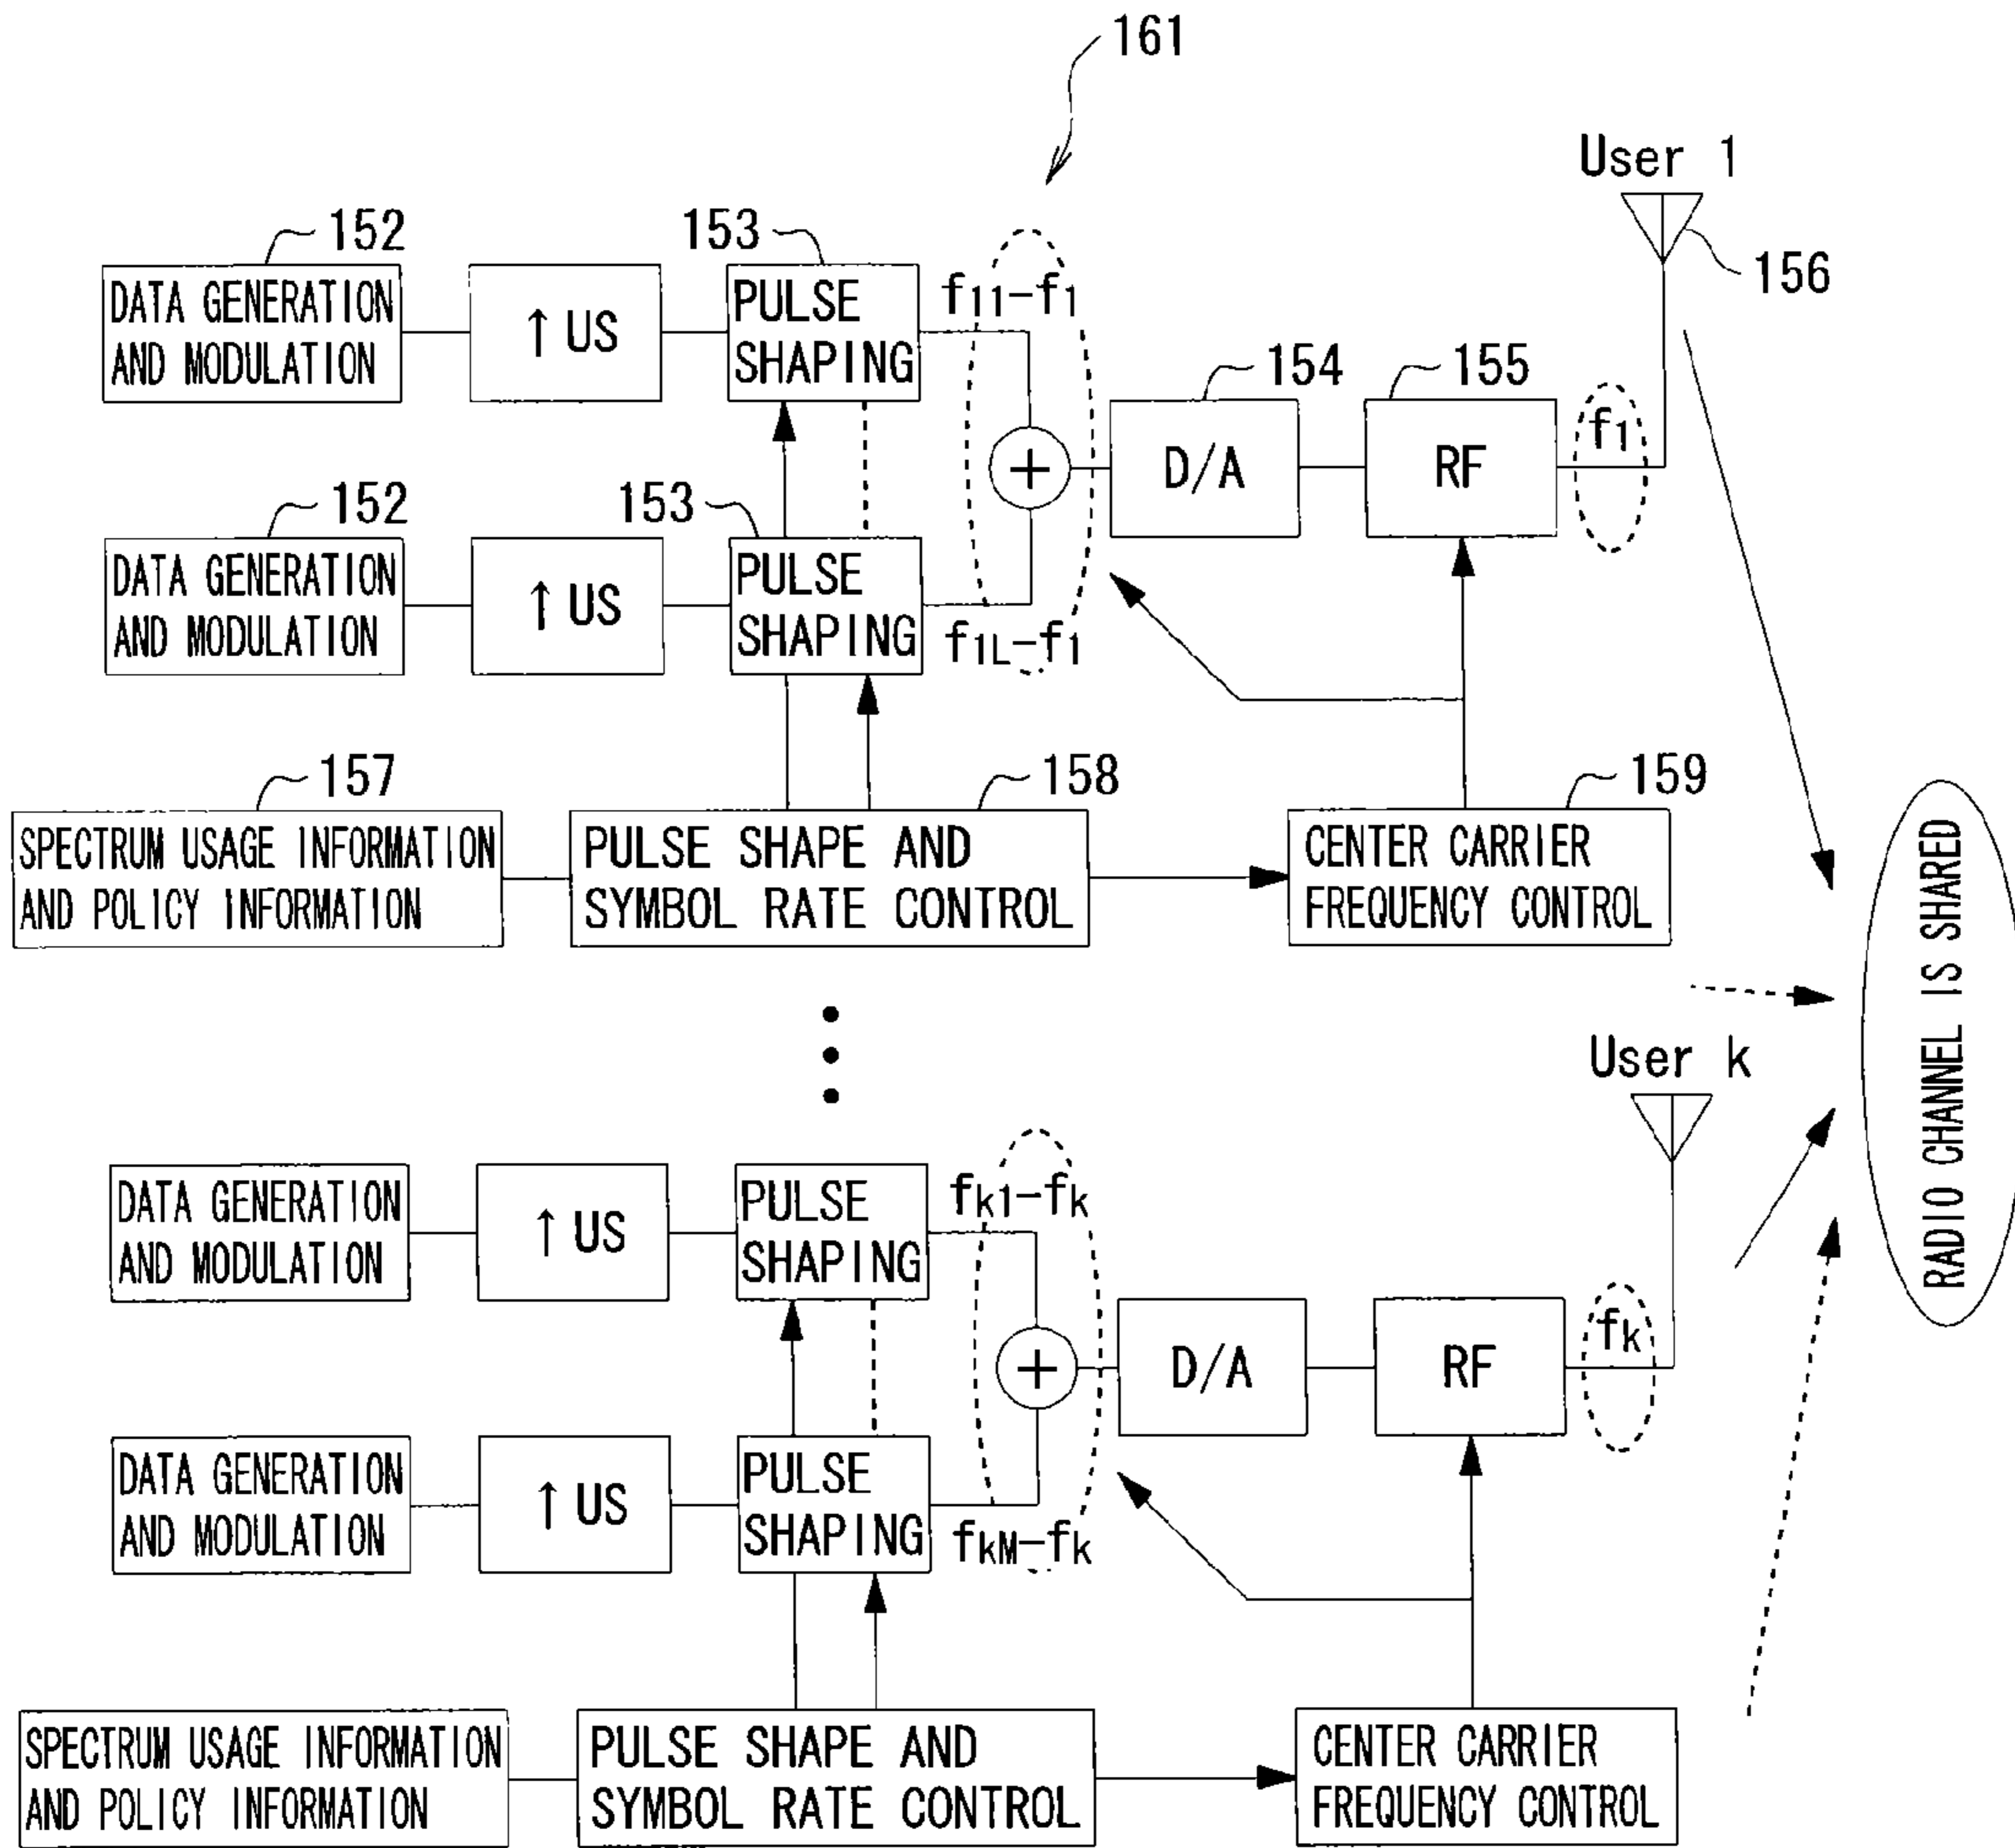 161
User 1
152
153
156
DATA GENERATION
AND MODULATION
↑ US
PULSE
SHAPING
f11-f1
154
155
D/A
RF
f1
152
153
DATA GENERATION
AND MODULATION
↑ US
PULSE
SHAPING
f1L-f1
157
158
159
SPECTRUM USAGE INFORMATION
AND POLICY INFORMATION
PULSE SHAPE AND
SYMBOL RATE CONTROL
CENTER CARRIER
FREQUENCY CONTROL
RADIO CHANNEL IS SHARED
User k
DATA GENERATION
AND MODULATION
↑ US
PULSE
SHAPING
fk1-fk
D/A
RF
fk
DATA GENERATION
AND MODULATION
↑ US
PULSE
SHAPING
fkM-fk
SPECTRUM USAGE INFORMATION
AND POLICY INFORMATION
PULSE SHAPE AND
SYMBOL RATE CONTROL
CENTER CARRIER
FREQUENCY CONTROL